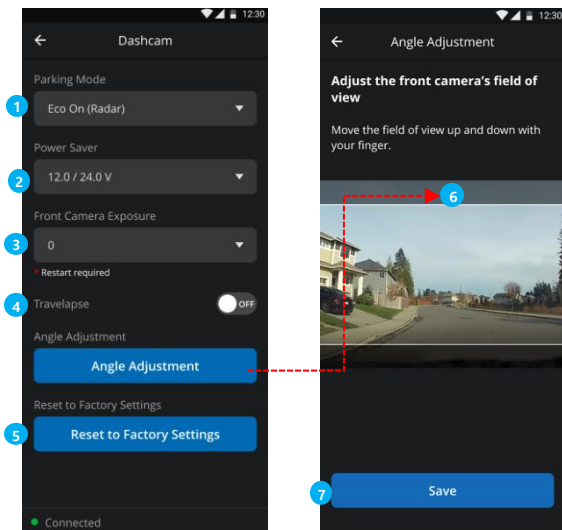 12:30
Dashcam
Parking Mode
1
Eco On (Radar)
Power Saver
2
12.0 / 24.0 V
Front Camera Exposure
3
0
* Restart required
4
Travelapse
OFF
Angle Adjustment
Angle Adjustment
Reset to Factory Settings
5
Reset to Factory Settings
Connected
12:30
Angle Adjustment
Adjust the front camera's field of
view
Move the field of view up and down with
your finger.
6
7
Save